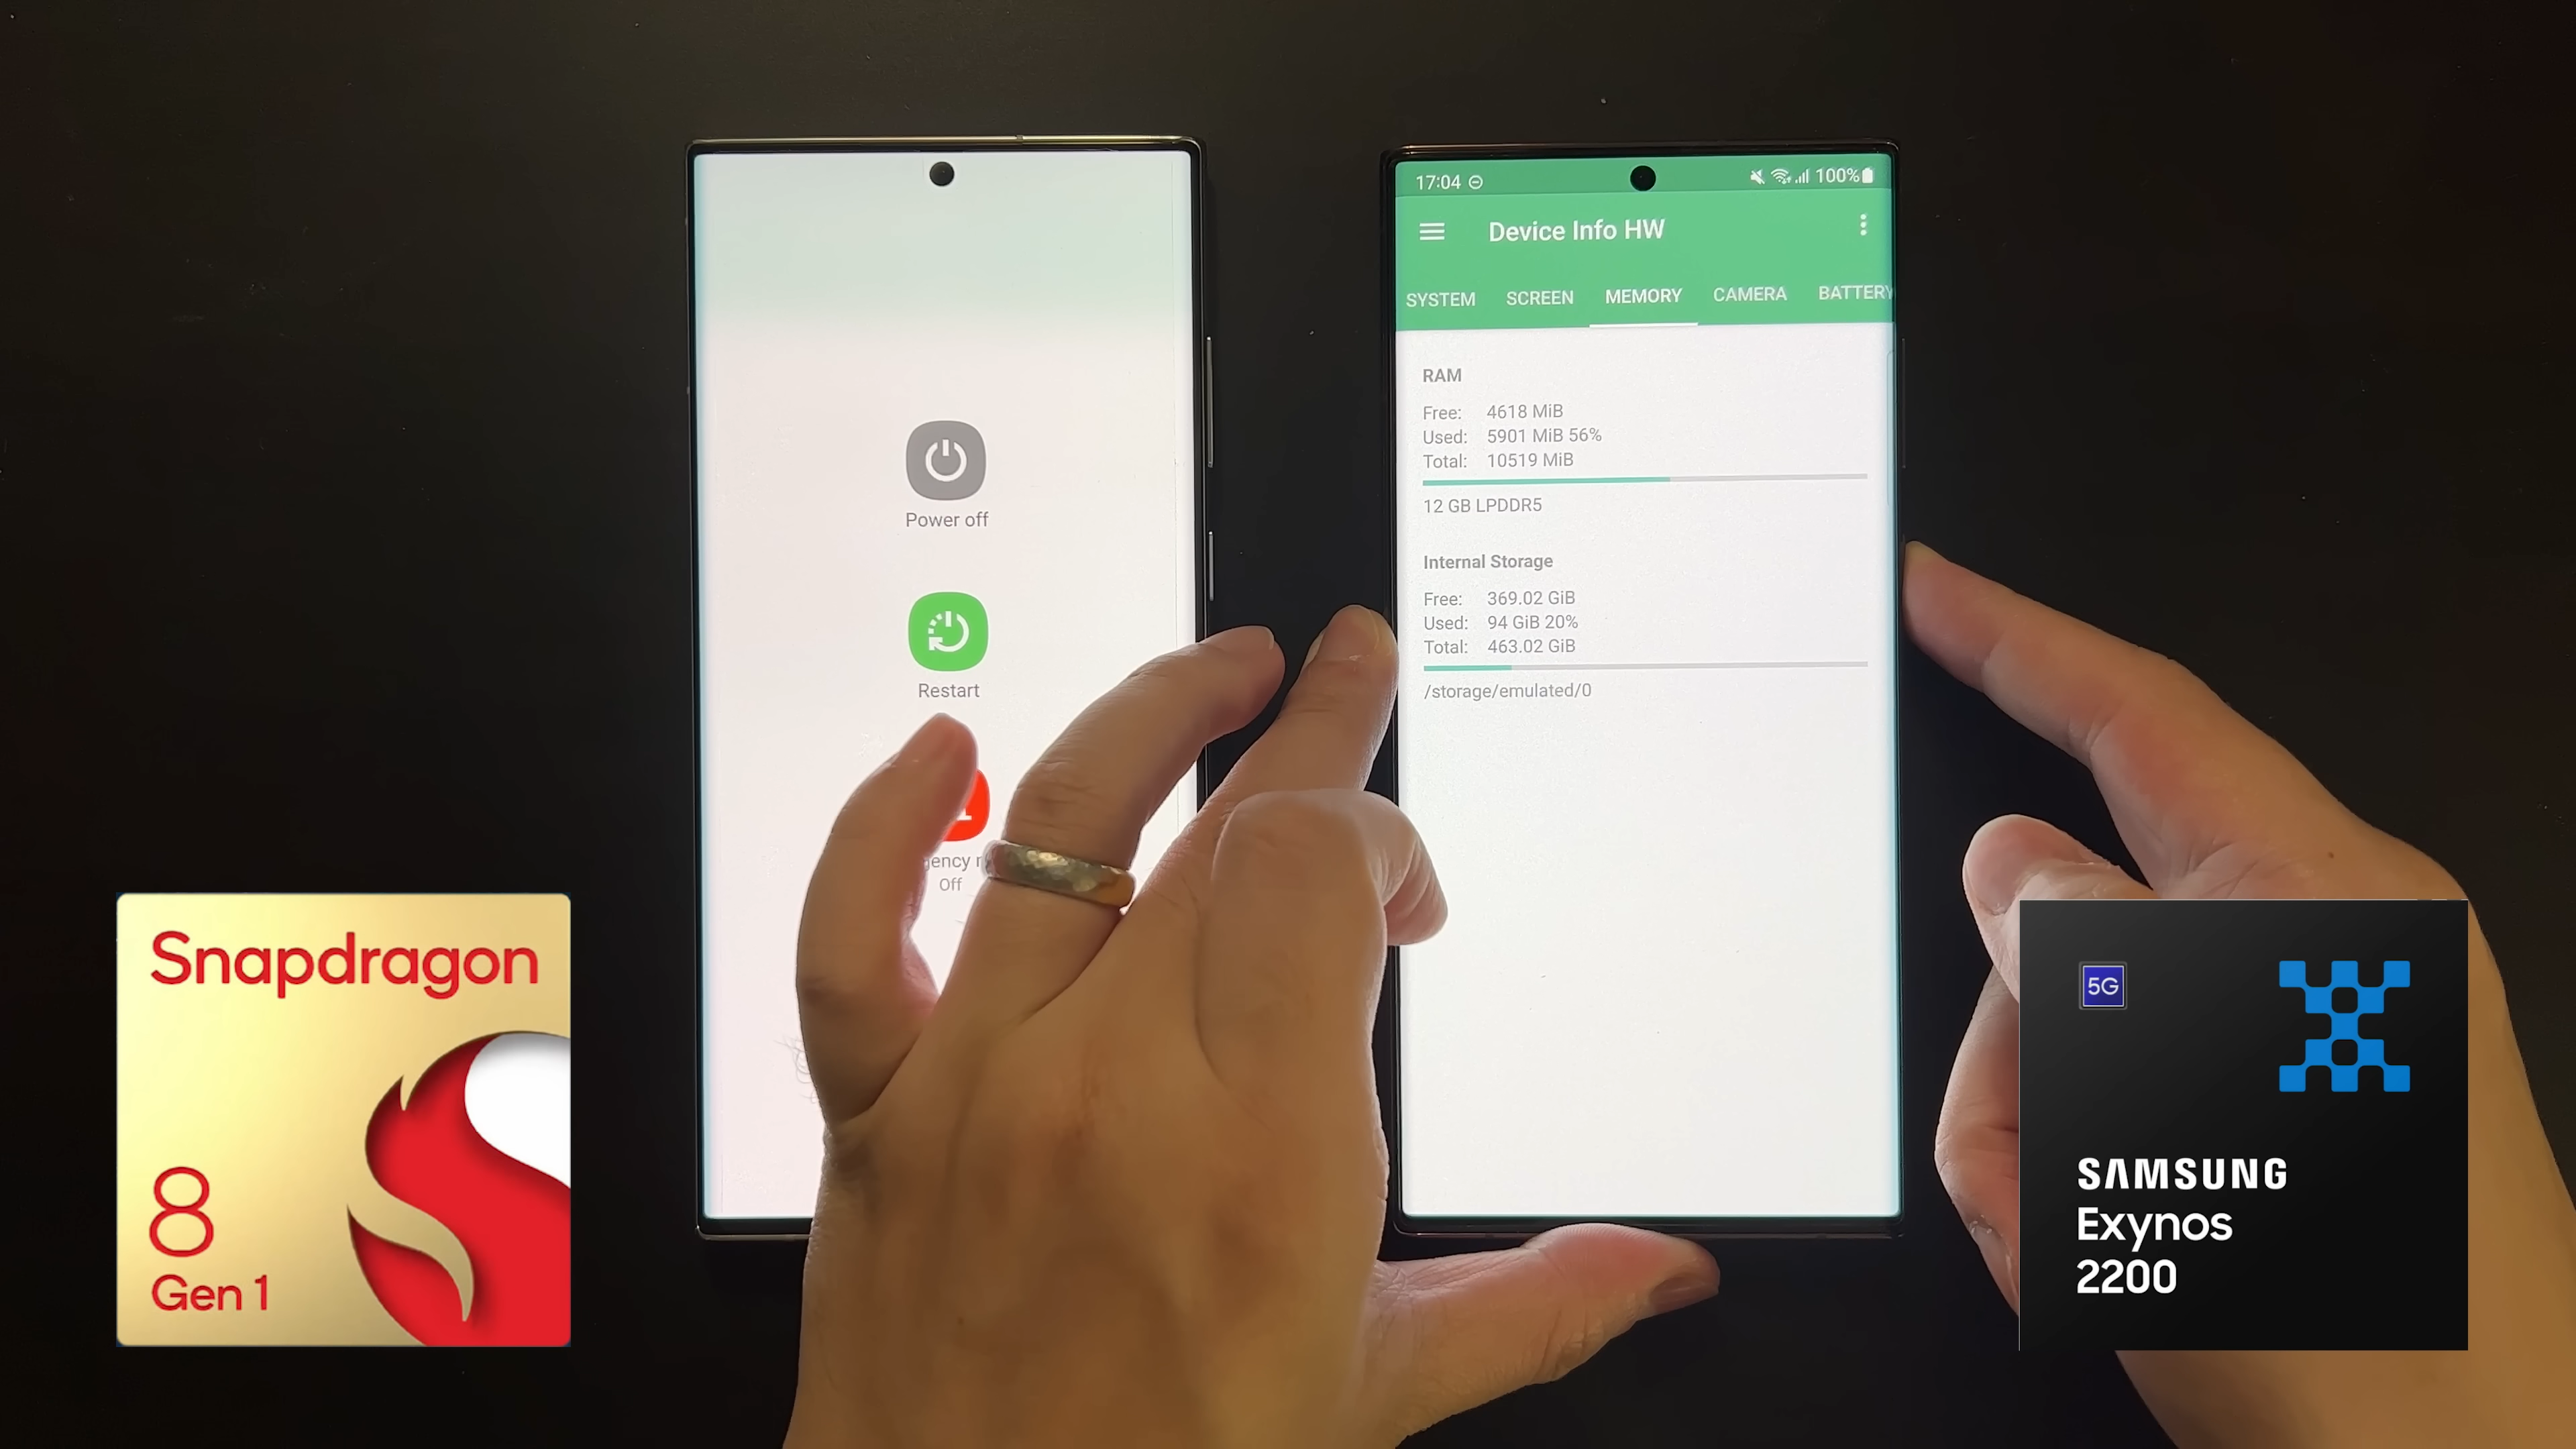 Power off
Restart
Off
17:04
100%
Device Info HW
SYSTEM SCREEN MEMORY CAMERA BATTERY
RAM
Free: 4618 MiB
Used: 5901 MiB 56%
Total: 10519 MiB
12 GB LPDDR5
Internal Storage
Free: 369.02 GiB
Used: 94 GiB 20%
Total: 463.02 GiB
/storage/emulated/0
Snapdragon
8
Gen 1
5G
SAMSUNG
Exynos
2200